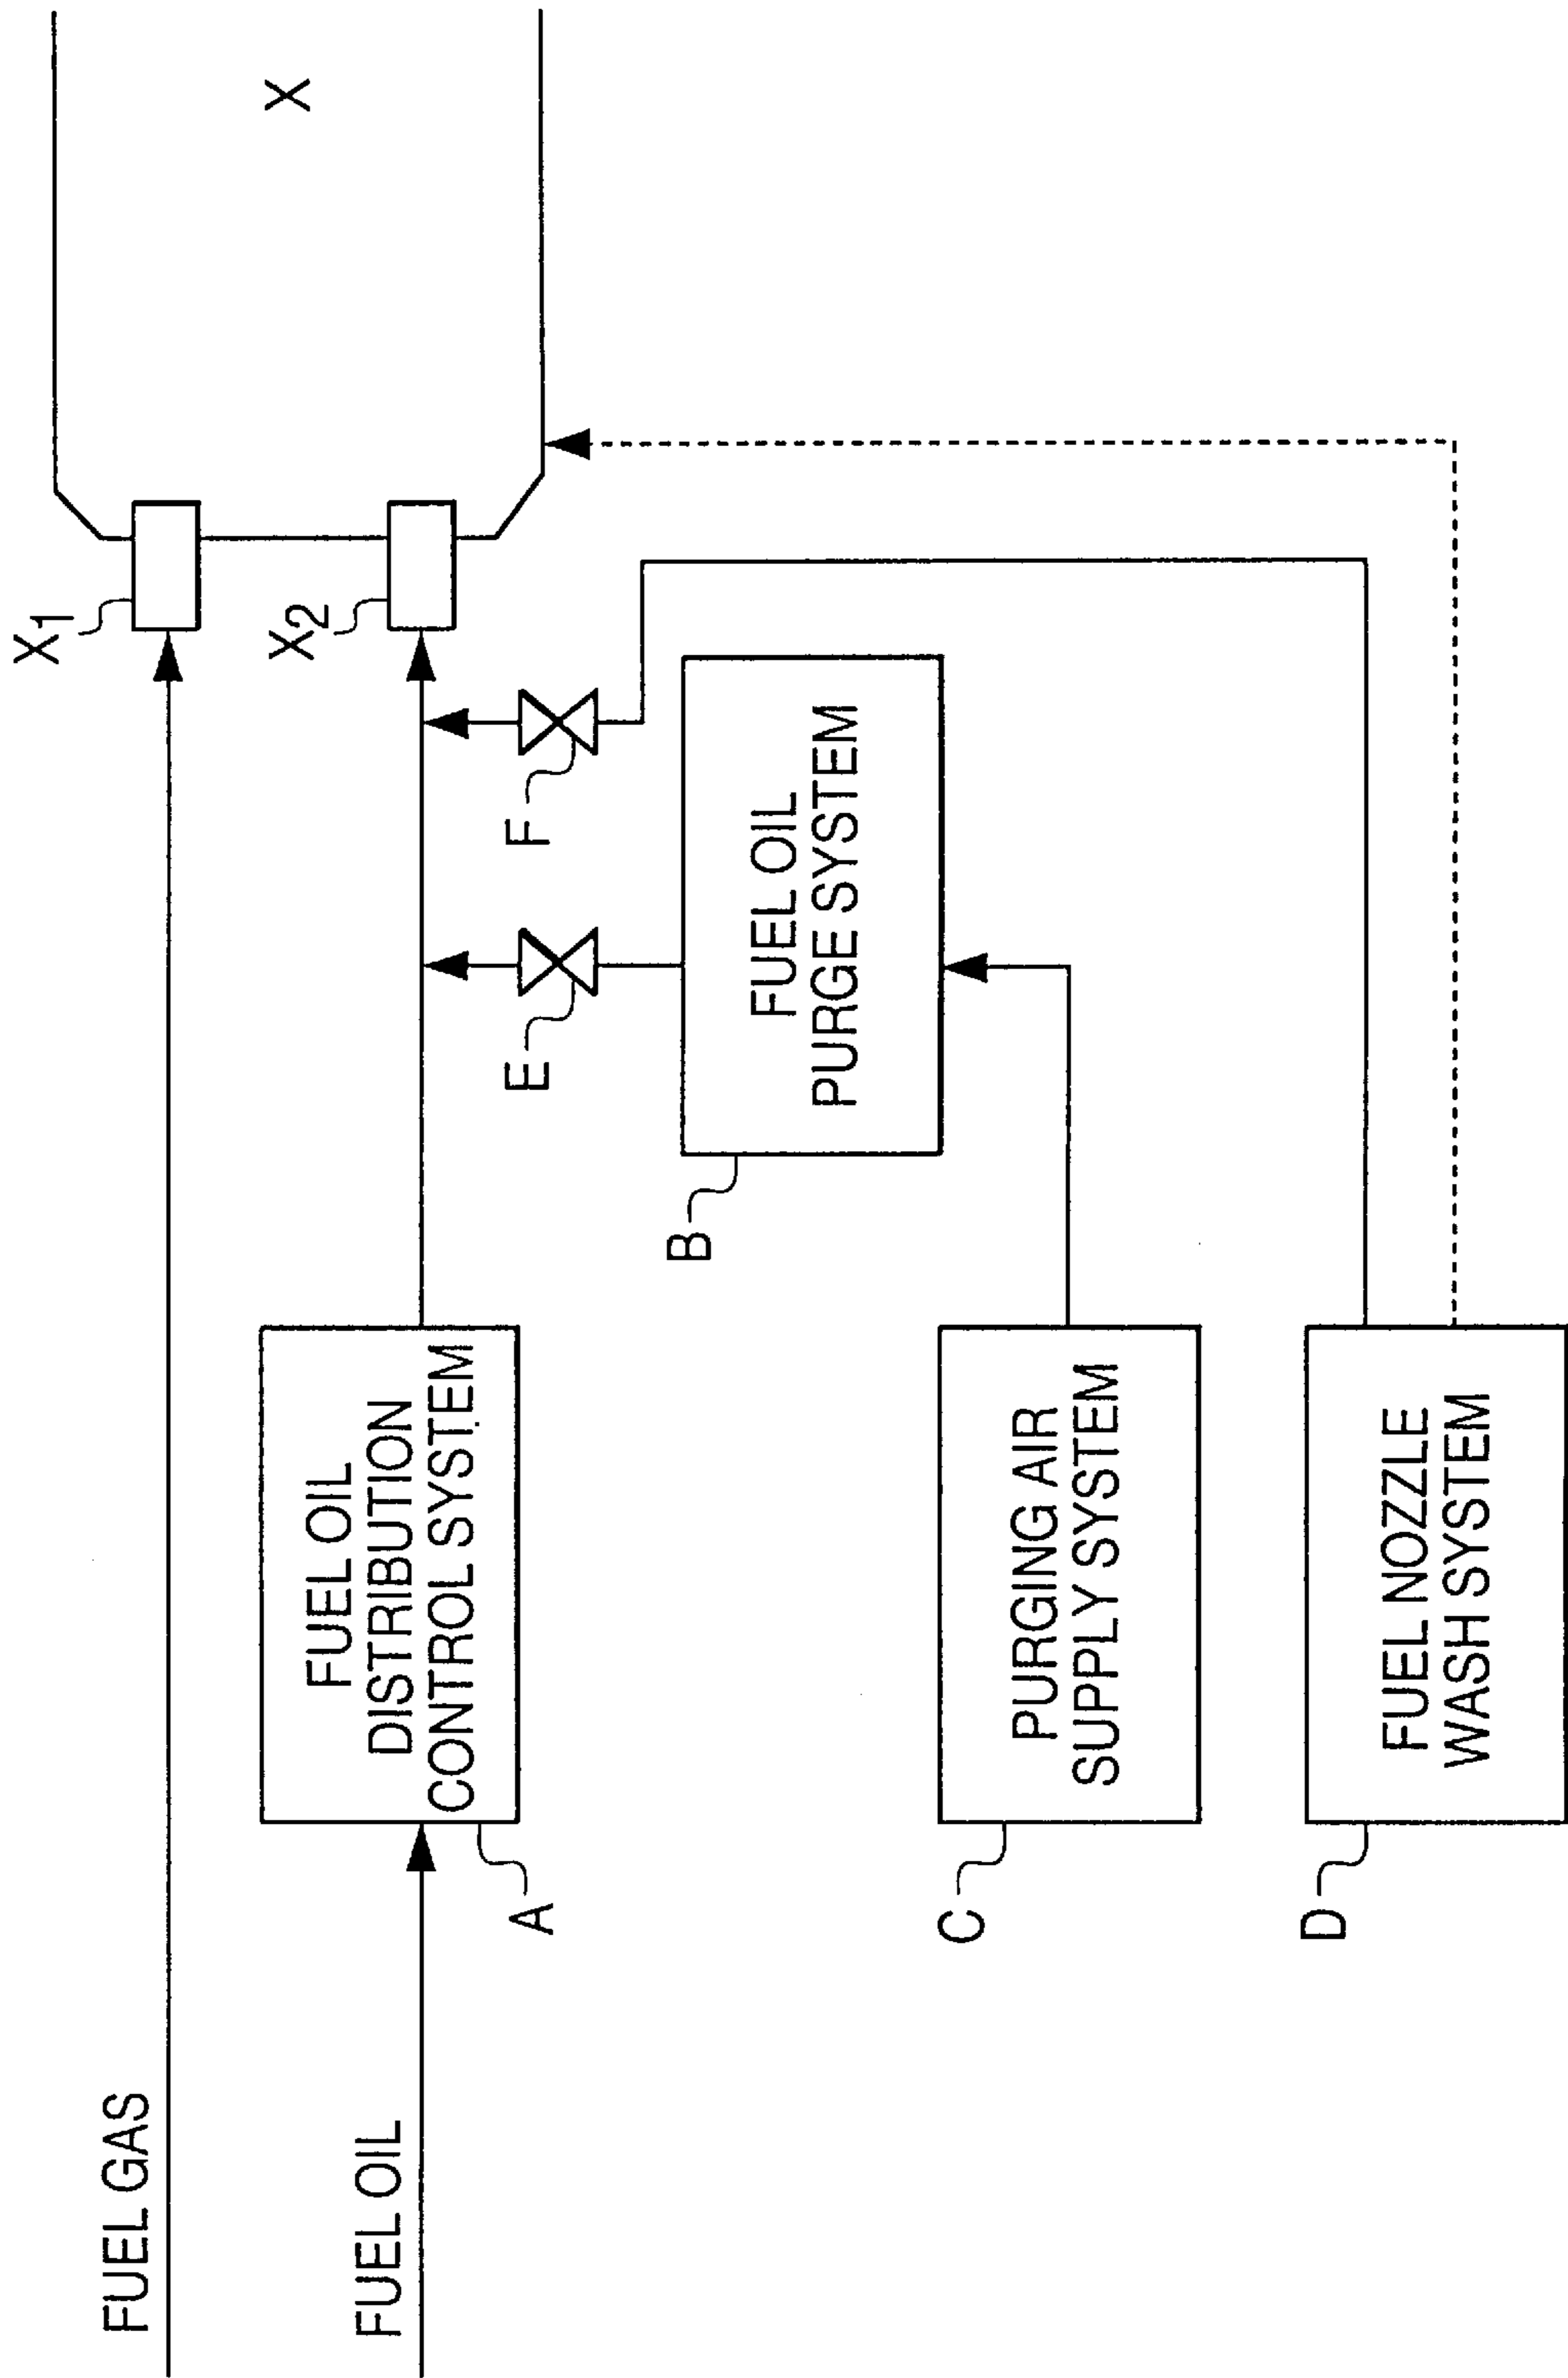 FUEL GAS
X1
X
FUEL OIL
A
FUEL OIL
DISTRIBUTION
CONTROL SYSTEM
X2
E
F
B
FUEL OIL
PURGE SYSTEM
C
PURGING AIR
SUPPLY SYSTEM
D
FUEL NOZZLE
WASH SYSTEM